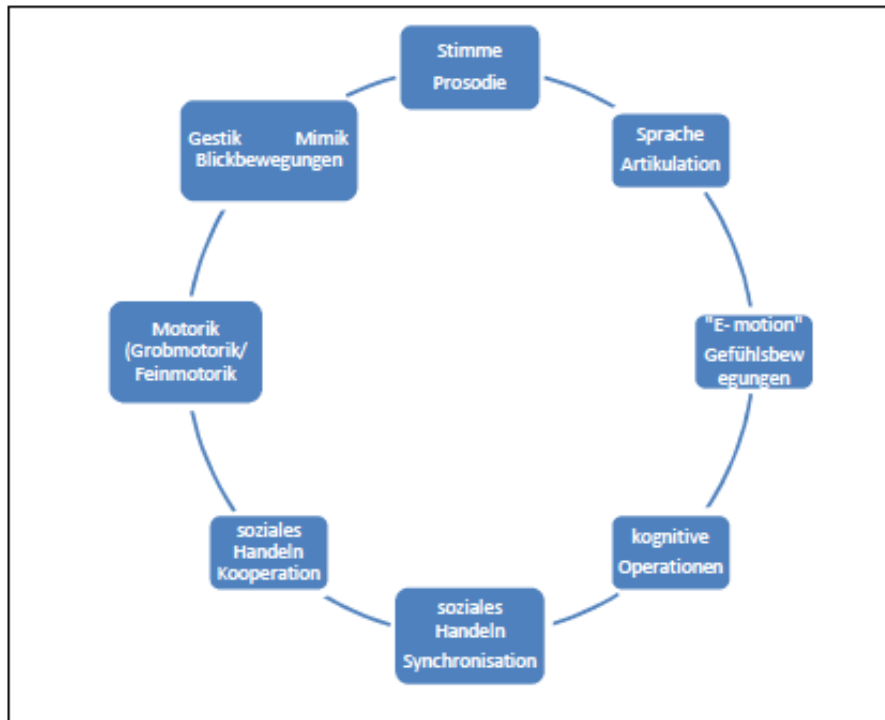 Stimme
Prosodie
Sprache
Artikulation
"E- motion"
Gefühlsbew
egungen
kognitive
Operationen
soziales
Handeln
Synchronisation
soziales
Handeln
Kooperation
Motorik
(Grobmotorik/
Feinmotorik
Gestik Mimik
Blickbewegungen